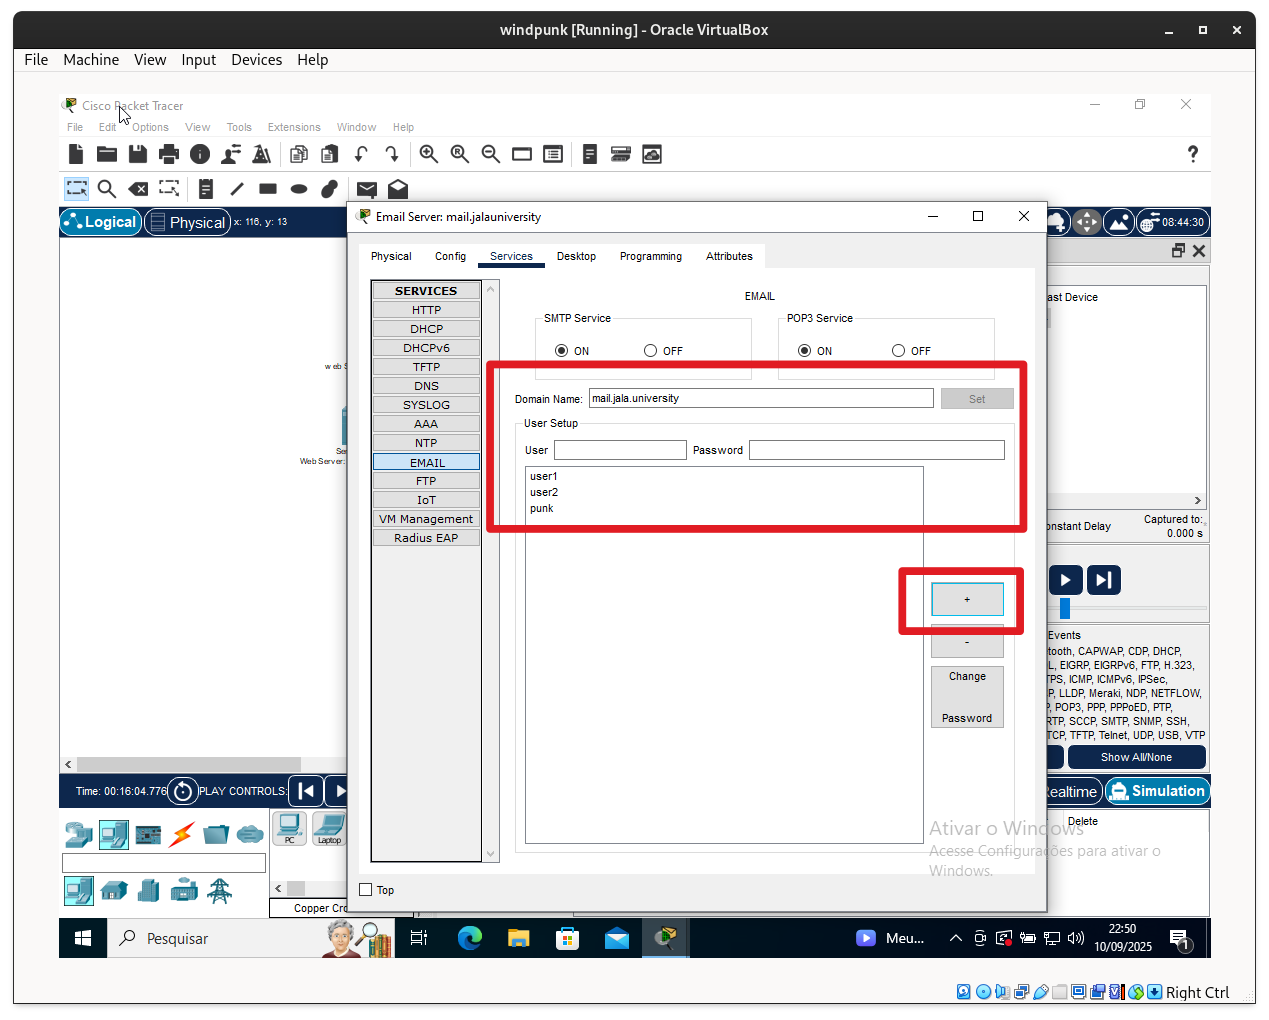 windpunk [Running] - Oracle VirtualBox
File Machine View Input Devices Help
Cisco Packet Tracer
File Edit Options View Tools Extensions Window Help
Logical Physical x: 116, y: 13
08:44:30
Email Server: mail.jalauniversity
Physical Config Services Desktop Programming Attributes
SERVICES
HTTP
DHCP
DHCPv6
TFTP
DNS
SYSLOG
AAA
NTP
EMAIL
FTP
IoT
VM Management
Radius EAP
EMAIL
SMTP Service
ON OFF
POP3 Service
ON OFF
Domain Name: mail.jala.university Set
User Setup
User Password
user1
user2
punk
+
-
Change
Password
Top
web S
Se
Web Server:
ast Device
onstant Delay Captured to:
0.000 s
Events
tooth, CAPWAP, CDP, DHCP,
L, EIGRP, EIGRPv6, FTP, H.323,
TPS, ICMP, ICMPv6, IPSec,
P, LLDP, Meraki, NDP, NETFLOW,
, POP3, PPP, PPPoED, PTP,
RTP, SCCP, SMTP, SNMP, SSH,
TCP, TFTP, Telnet, UDP, USB, VTP
Show All/None
Time: 00:16:04.776 PLAY CONTROLS:
Realtime Simulation
PC Laptop
Delete
Copper Cro
Ativar o Windows
Acesse Configurações para ativar o
Windows.
Pesquisar
Meu...
22:50
10/09/2025
1
Right Ctrl